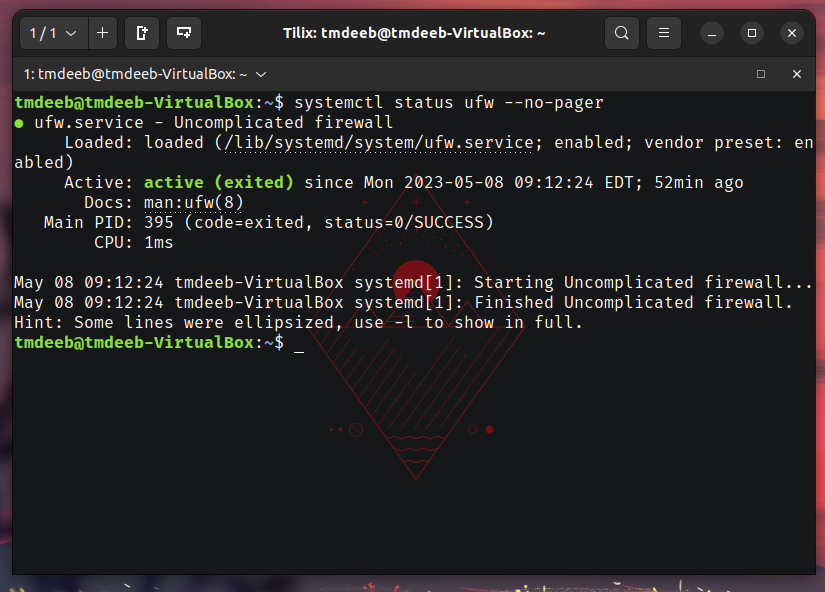 1 / 1
Tilix: tmdeeb@tmdeeb-VirtualBox: ~
1: tmdeeb@tmdeeb-VirtualBox: ~
tmdeeb@tmdeeb-VirtualBox:~$ systemctl status ufw --no-pager
● ufw.service - Uncomplicated firewall
     Loaded: loaded (/lib/systemd/system/ufw.service; enabled; vendor preset: en
abled)
     Active: active (exited) since Mon 2023-05-08 09:12:24 EDT; 52min ago
       Docs: man:ufw(8)
   Main PID: 395 (code=exited, status=0/SUCCESS)
        CPU: 1ms

May 08 09:12:24 tmdeeb-VirtualBox systemd[1]: Starting Uncomplicated firewall...
May 08 09:12:24 tmdeeb-VirtualBox systemd[1]: Finished Uncomplicated firewall.
Hint: Some lines were ellipsized, use -l to show in full.
tmdeeb@tmdeeb-VirtualBox:~$ _